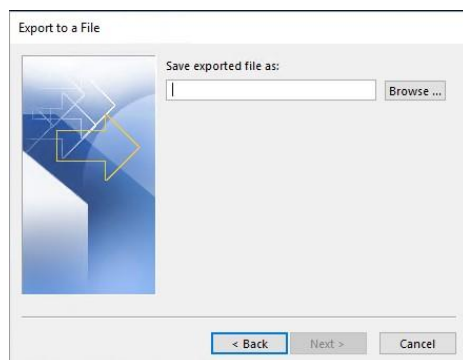 Export to a File
Save exported file as:
Browse ...
< Back Next > Cancel